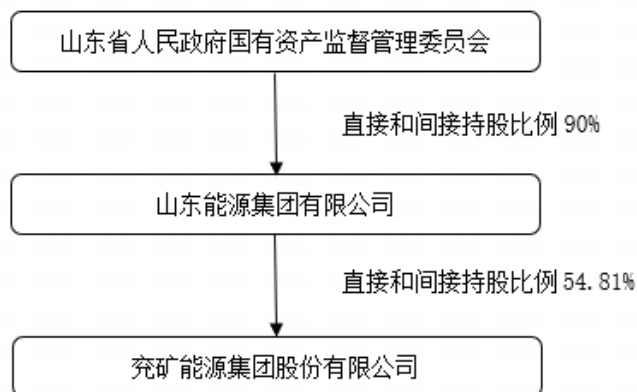 山东省人民政府国有资产监督管理委员会
直接和间接持股比例 90%
山东能源集团有限公司
直接和间接持股比例 54.81%
兖矿能源集团股份有限公司